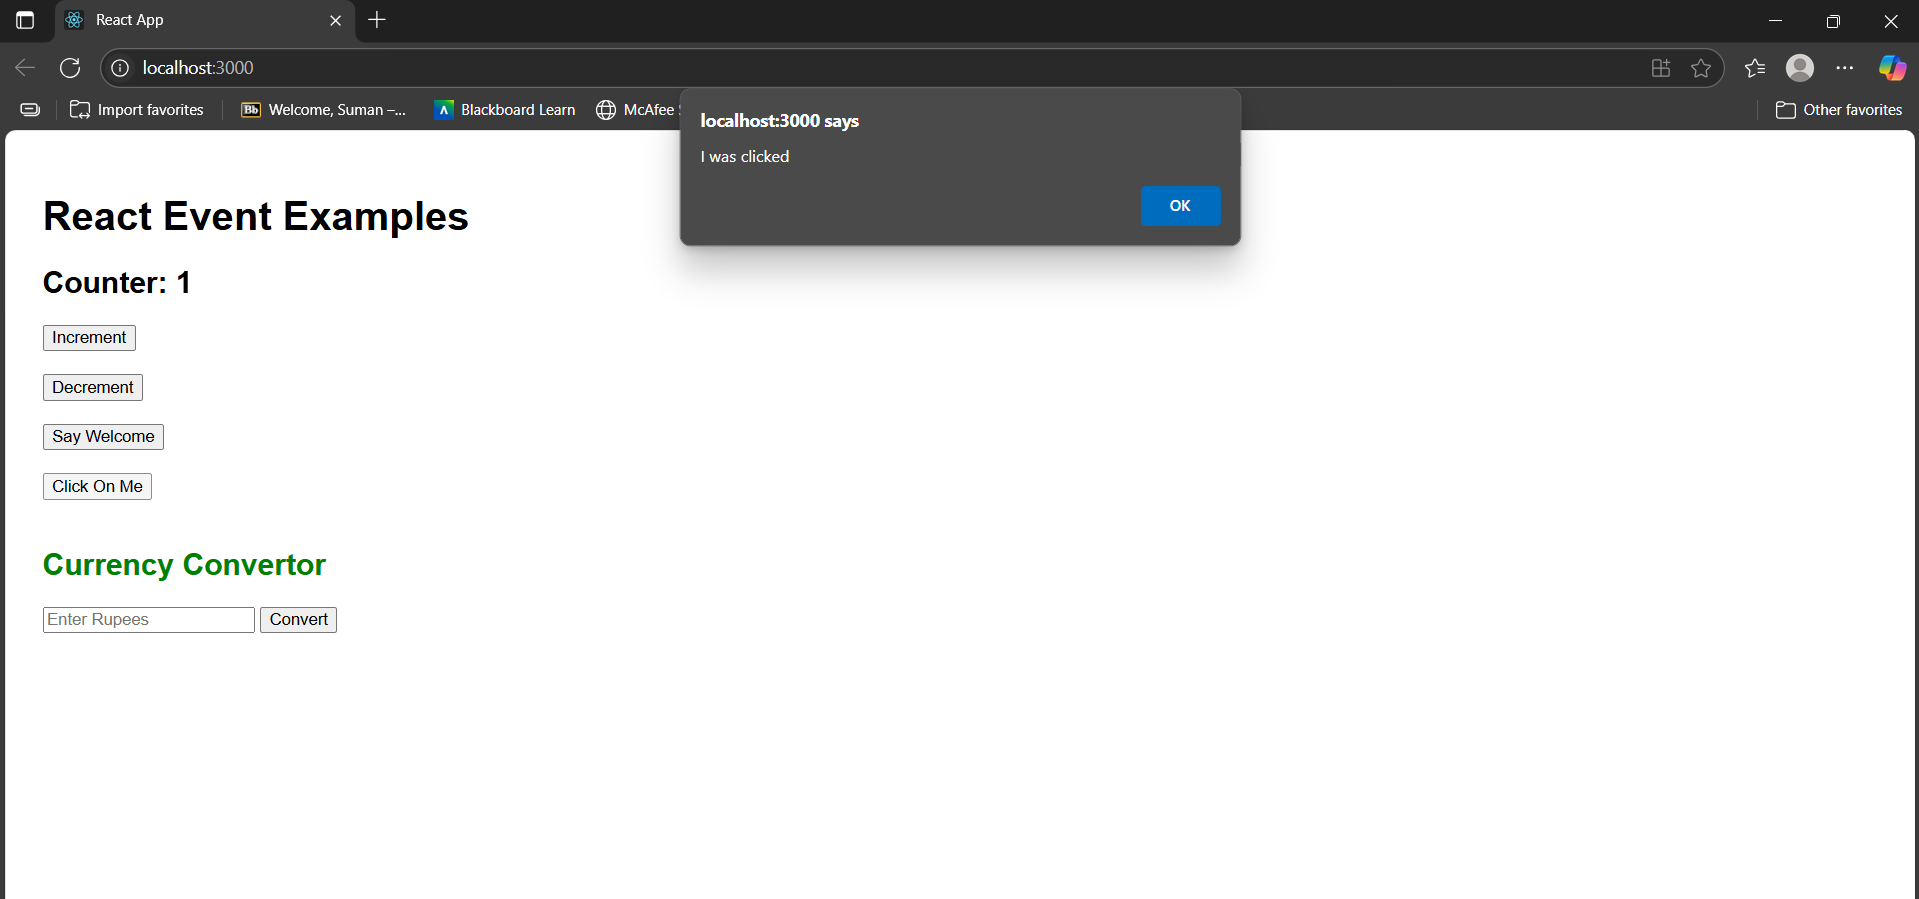 React App
localhost:3000
Import favorites
Bb Welcome, Suman –...
Blackboard Learn
McAfee
Other favorites
localhost:3000 says
I was clicked
OK
React Event Examples
Counter: 1
Increment
Decrement
Say Welcome
Click On Me
Currency Convertor
Enter Rupees
Convert